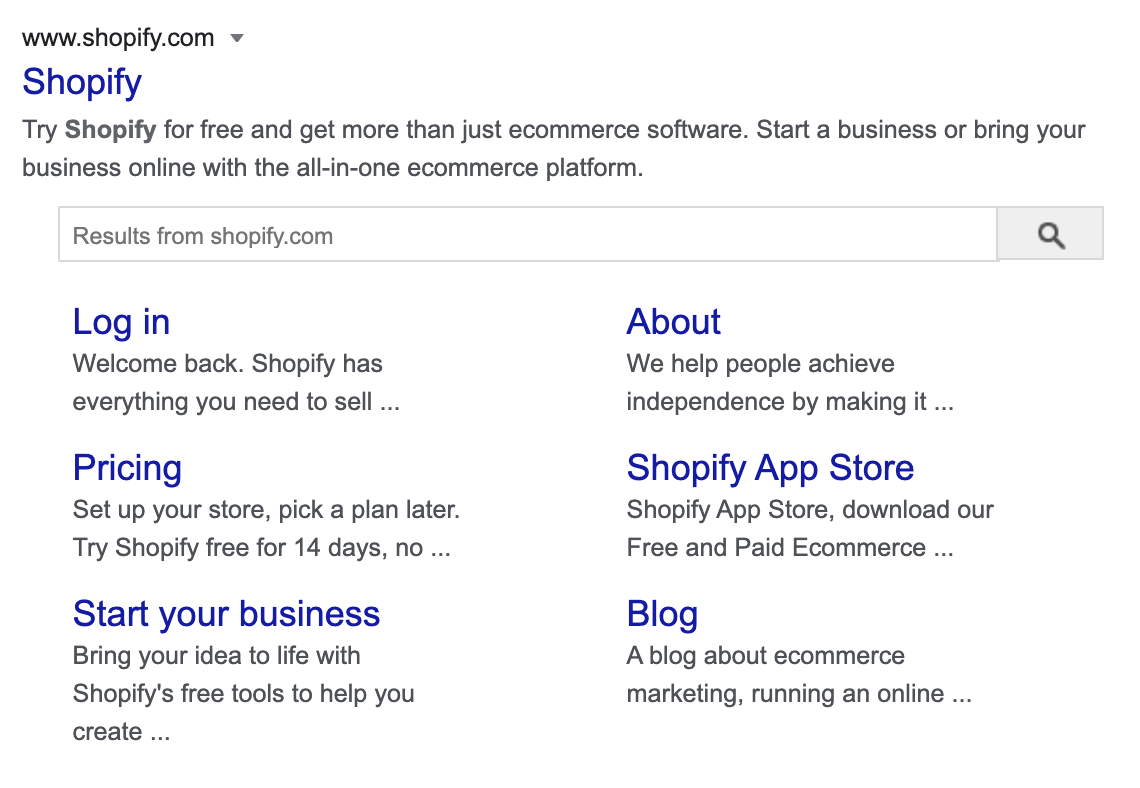 www.shopify.com
Shopify
Try Shopify for free and get more than just ecommerce software. Start a business or bring your
business online with the all-in-one ecommerce platform.
Results from shopify.com
Log in
Welcome back. Shopify has
everything you need to sell ...
About
We help people achieve
independence by making it ...
Pricing
Set up your store, pick a plan later.
Try Shopify free for 14 days, no ...
Shopify App Store
Shopify App Store, download our
Free and Paid Ecommerce ...
Start your business
Bring your idea to life with
Shopify's free tools to help you
create ...
Blog
A blog about ecommerce
marketing, running an online ...